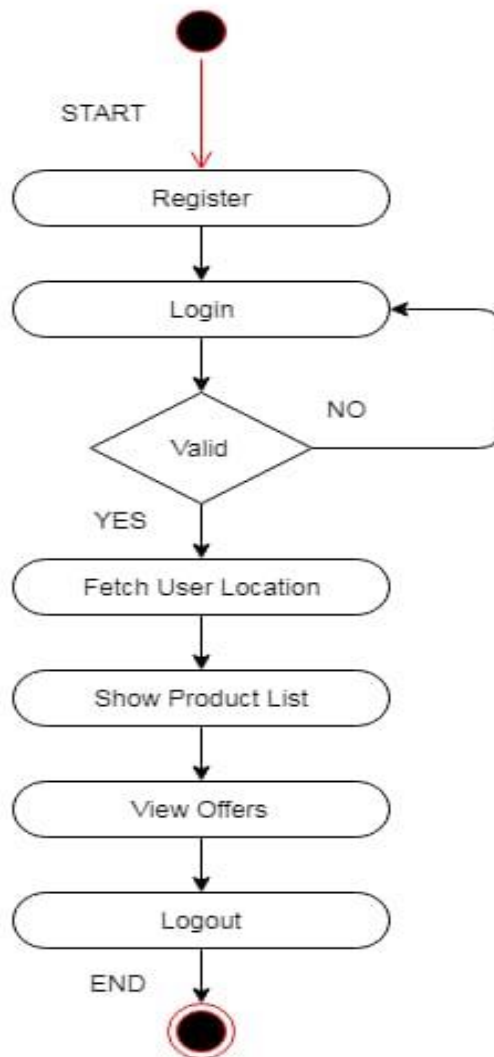 START
Register
Login
NO
Valid
YES
Fetch User Location
Show Product List
View Offers
Logout
END